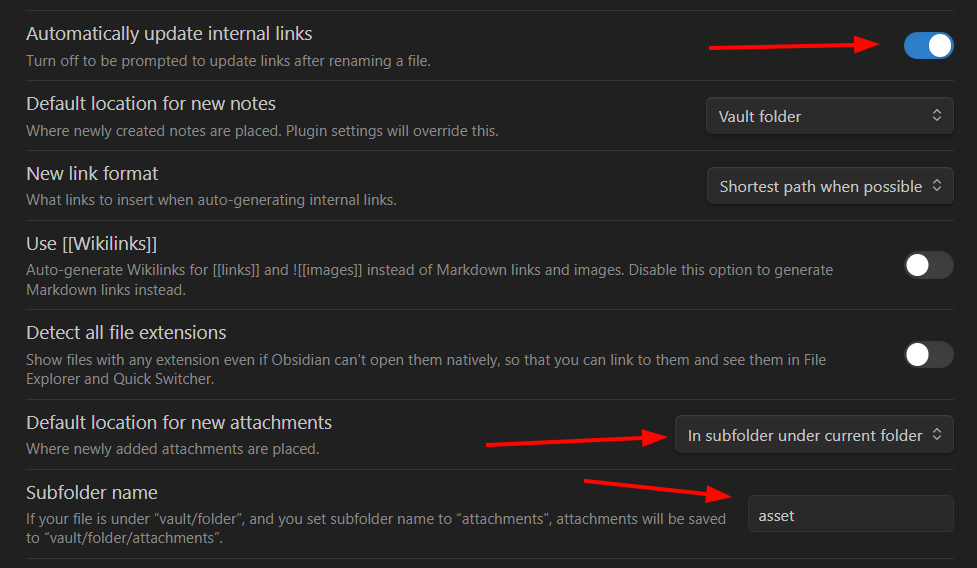 Automatically update internal links
Turn off to be prompted to update links after renaming a file.
Default location for new notes
Where newly created notes are placed. Plugin settings will override this.
Vault folder
New link format
What links to insert when auto-generating internal links.
Shortest path when possible
Use [[Wikilinks]]
Auto-generate Wikilinks for [[links]] and ![[images]] instead of Markdown links and images. Disable this option to generate
Markdown links instead.
Detect all file extensions
Show files with any extension even if Obsidian can't open them natively, so that you can link to them and see them in File
Explorer and Quick Switcher.
Default location for new attachments
Where newly added attachments are placed.
In subfolder under current folder
Subfolder name
If your file is under “vault/folder”, and you set subfolder name to “attachments”, attachments will be saved
to “vault/folder/attachments”.
asset